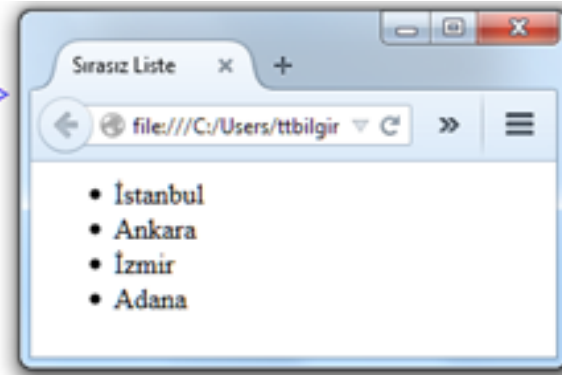 Sırasız Liste
file:///C:/Users/ttbilgir
İstanbul
Ankara
İzmir
Adana